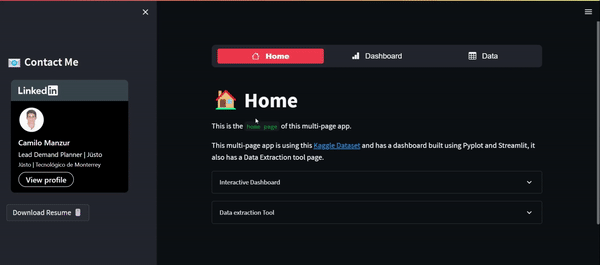 Contact Me
LinkedIn
Camilo Manzur
Lead Demand Planner | Jüsto
Jüsto | Tecnológico de Monterrey
View profile
Download Resume
Home
Dashboard
Data
Home
This is the home page of this multi-page app.
This multi-page app is using this Kaggle Dataset and has a dashboard built using Pyplot and Streamlit, it
also has a Data Extraction tool page.
Interactive Dashboard
Data extraction Tool